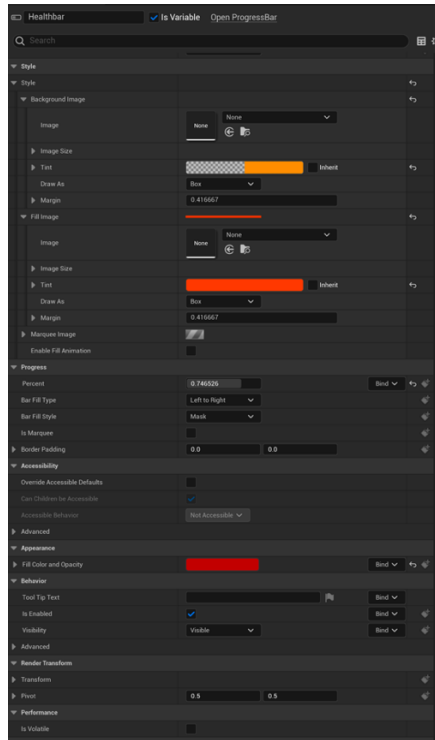 Healthbar Is Variable Open ProgressBar
Search
Style
Style
Background Image
Image None None
Image Size
Tint Inherit
Draw As Box
Margin 0.416667
Fill Image
Image None None
Image Size
Tint Inherit
Draw As Box
Margin 0.416667
Marquee Image
Enable Fill Animation
Progress
Percent 0.746526 Bind
Bar Fill Type Left to Right
Bar Fill Style Mask
Is Marquee
Border Padding 0.0 0.0
Accessibility
Override Accessible Defaults
Can Children be Accessible
Accessible Behavior Not Accessible
Advanced
Appearance
Fill Color and Opacity Bind
Behavior
Tool Tip Text Bind
Is Enabled Bind
Visibility Visible Bind
Advanced
Render Transform
Transform
Pivot 0.5 0.5
Performance
Is Volatile